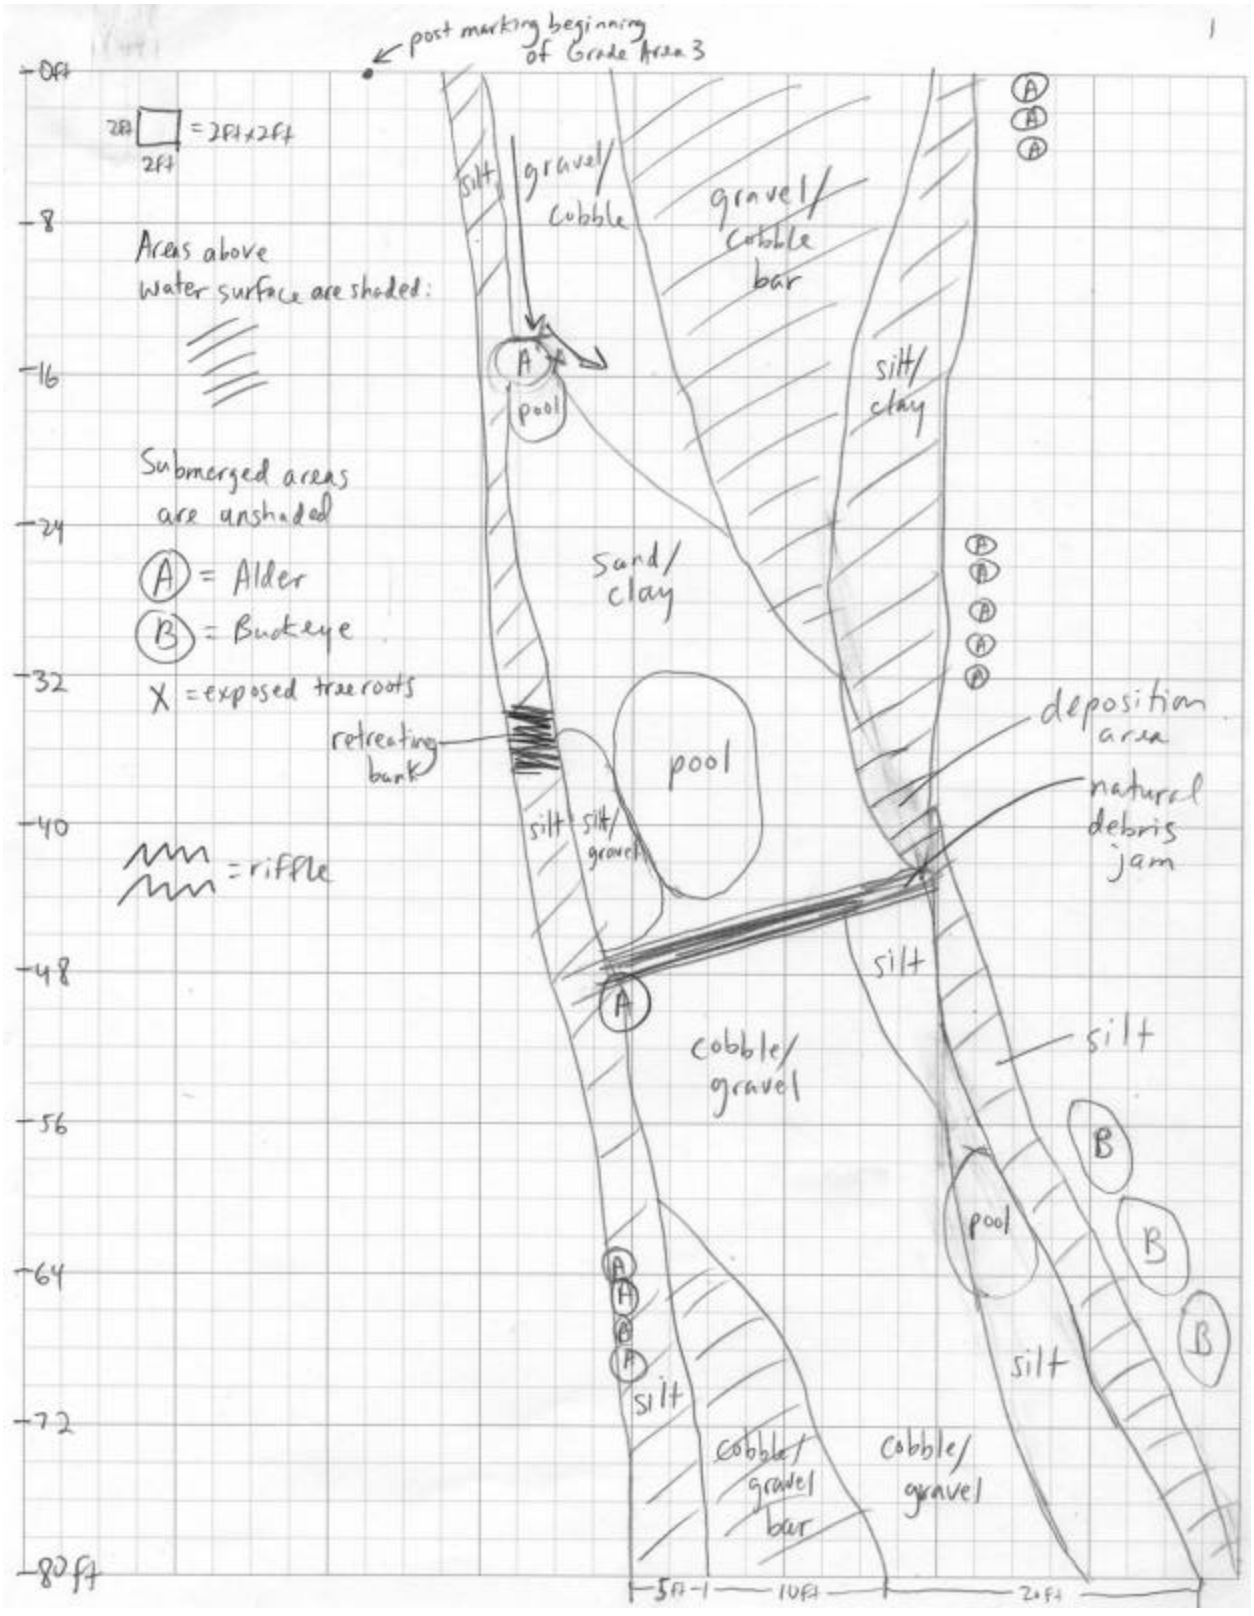 post marking beginning
of Grade Area 3
1
0ft
2ft
= 2ft x 2ft
2ft
A
A
A
silt
gravel/
cobble
gravel/
cobble
bar
-8
Areas above
water surface are shaded:
A
-16
silt/
clay
pool
Submerged areas
are unshaded
-24
A = Alder
sand/
clay
A
A
A
A
A
B = Buckeye
-32
X = exposed tree roots
deposition
area
retreating
bank
pool
natural
debris
jam
-40
silt
silt/
gravel
= riffle
silt
-48
A
cobble/
gravel
silt
-56
B
pool
B
-64
A
A
A
A
B
silt
silt
-72
cobble/
gravel
bar
cobble/
gravel
-80ft
5ft
10ft
20ft